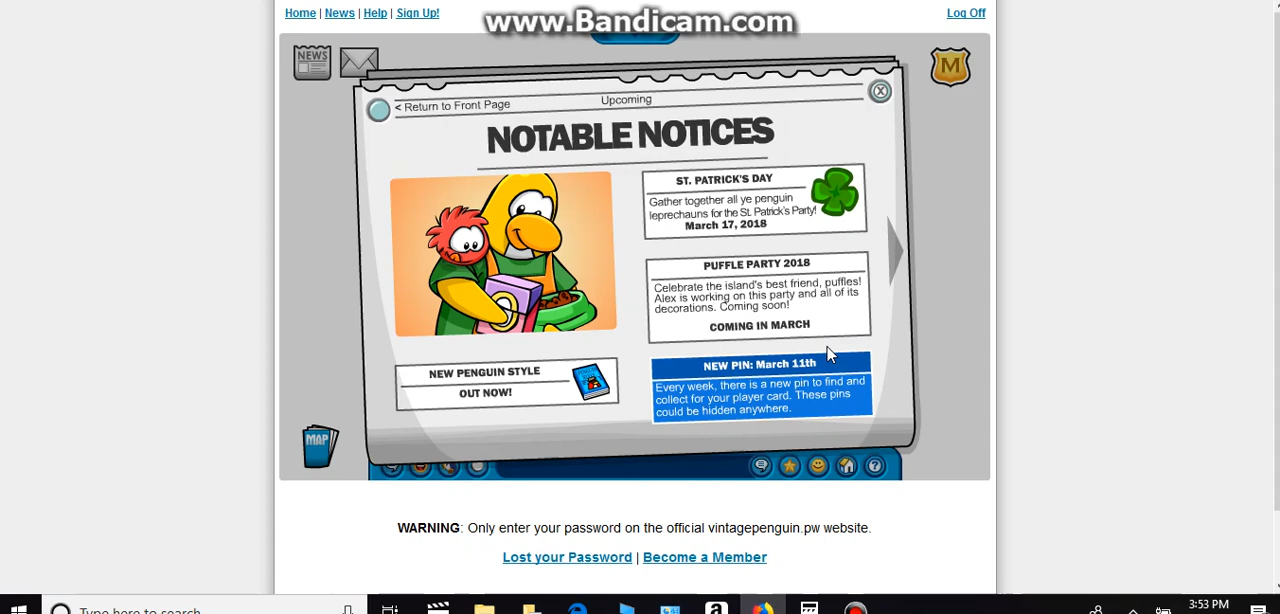 www.Bandicam.com
Home | News | Help | Sign Up!
Log Off
NEWS
M
< Return to Front Page
Upcoming
NOTABLE NOTICES
ST. PATRICK'S DAY
Gather together all ye penguin
leprechauns for the St. Patrick's Party!
March 17, 2018
PUFFLE PARTY 2018
Celebrate the island's best friend, puffles!
Alex is working on this party and all of its
decorations. Coming soon!
COMING IN MARCH
NEW PENGUIN STYLE
OUT NOW!
NEW PIN: March 11th
Every week, there is a new pin to find and
collect for your player card. These pins
could be hidden anywhere.
MAP
WARNING: Only enter your password on the official vintagepenguin.pw website.
Lost your Password | Become a Member
Type here to search
3:53 PM